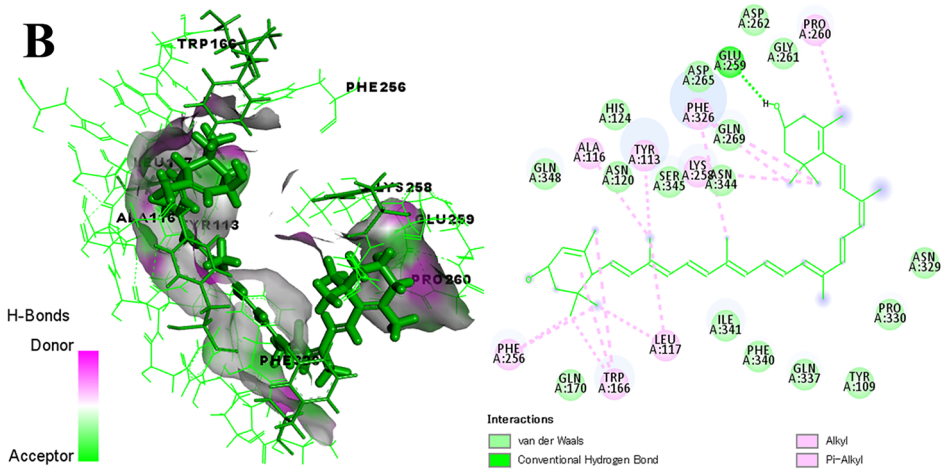 B
TRP166
PHE256
ALA116
LYS258
GLU259
PRO260
H-Bonds
Donor
Acceptor
ASP
A:262
PRO
A:260
GLU
A:259
GLY
A:261
ASP
A:265
H
PHE
A:326
HIS
A:124
GLN
A:269
ALA
A:116
TYR
A:113
GLN
A:348
ASN
A:120
SER
A:345
LYS
A:258
ASN
A:344
ASN
A:329
PRO
A:330
ILE
A:341
LEU
A:117
PHE
A:256
PHE
A:340
GLN
A:170
TRP
A:166
GLN
A:337
TYR
A:109
Interactions
van der Waals
Conventional Hydrogen Bond
Alkyl
Pi-Alkyl